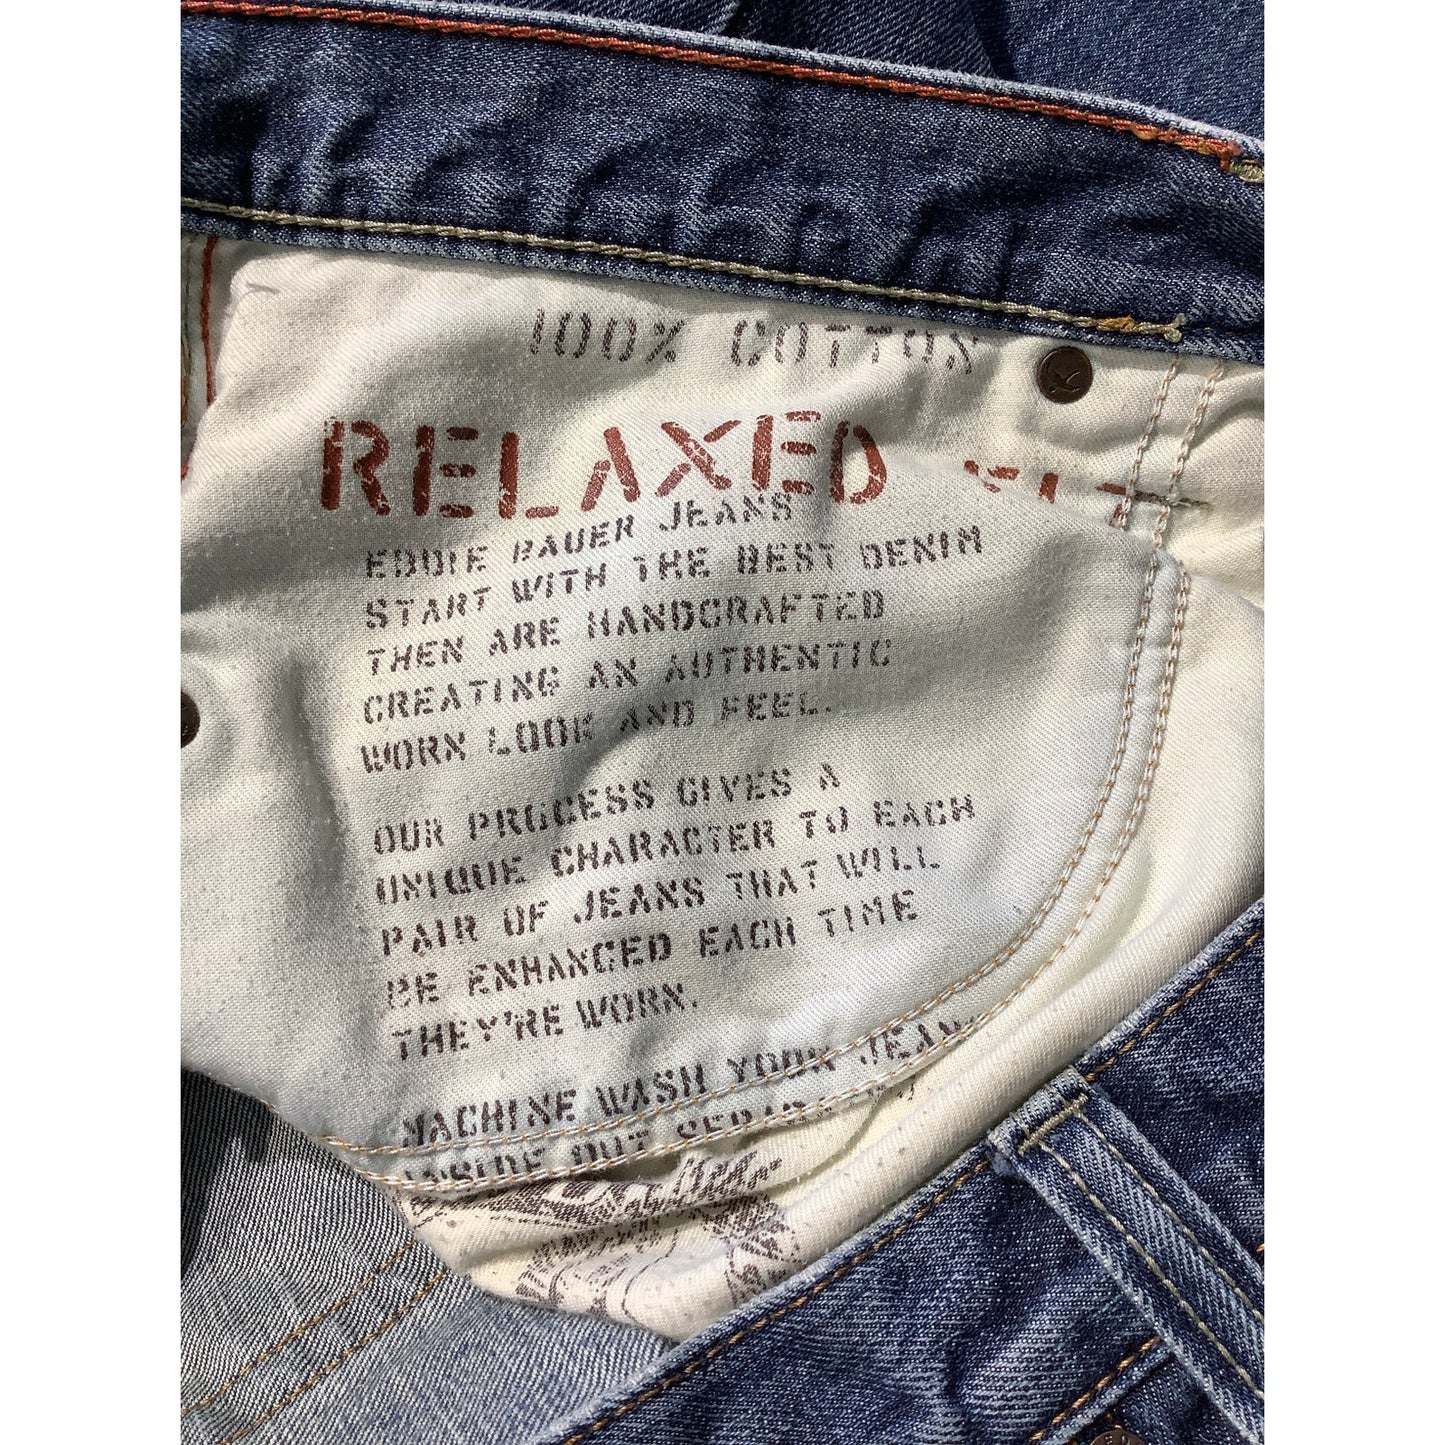 100% COTTON
RELAXED
EDDIE BAUER JEANS
START WITH THE BEST DENIM
THEN ARE HANDCRAFTED
CREATING AN AUTHENTIC
WORN LOOK AND FEEL.
OUR PROCESS GIVES A
UNIQUE CHARACTER TO EACH
PAIR OF JEANS THAT WILL
BE ENHANCED EACH TIME
THEY'RE WORN.
MACHINE WASH YOUR JEANS
INSIDE OUT